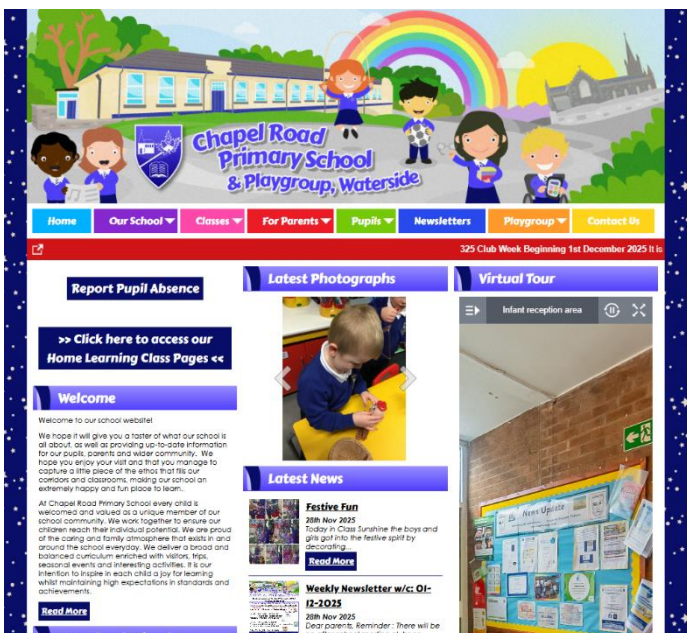 Chapel Road
Primary School
& Playgroup, Waterside
Home
Our School
Classes
For Parents
Pupils
Newsletters
Playgroup
Contact Us
325 Club Week Beginning 1st December 2025 It is
Report Pupil Absence
>> Click here to access our
Home Learning Class Pages <<
Welcome
Welcome to our school website!
We hope it will give you a taster of what our school is
all about, as well as providing up-to-date information
for our pupils, parents and wider community. We
hope you enjoy your visit and that you manage to
capture a little piece of the ethos that fills our
corridors and classrooms, making our school an
extremely happy and fun place to learn.
At Chapel Road Primary School every child is
welcomed and valued as a unique member of our
school community. We work together to ensure our
children reach their individual potential. We are proud
of the caring and family atmosphere that exists in and
around the school everyday. We deliver a broad and
balanced curriculum enriched with visitors, trips,
seasonal events and interesting activities. It is our
intention to inspire in each child a joy for learning
whilst maintaining high expectations in standards and
achievements.
Read More
Latest Photographs
Latest News
Festive Fun
28th Nov 2025
Today in Class Sunshine the boys and
girls got into the festive spirit by
decorating...
Read More
Weekly Newsletter w/c: 01-
12-2025
28th Nov 2025
Dear parents, Reminder : There will be
Virtual Tour
Infant reception area
News Update